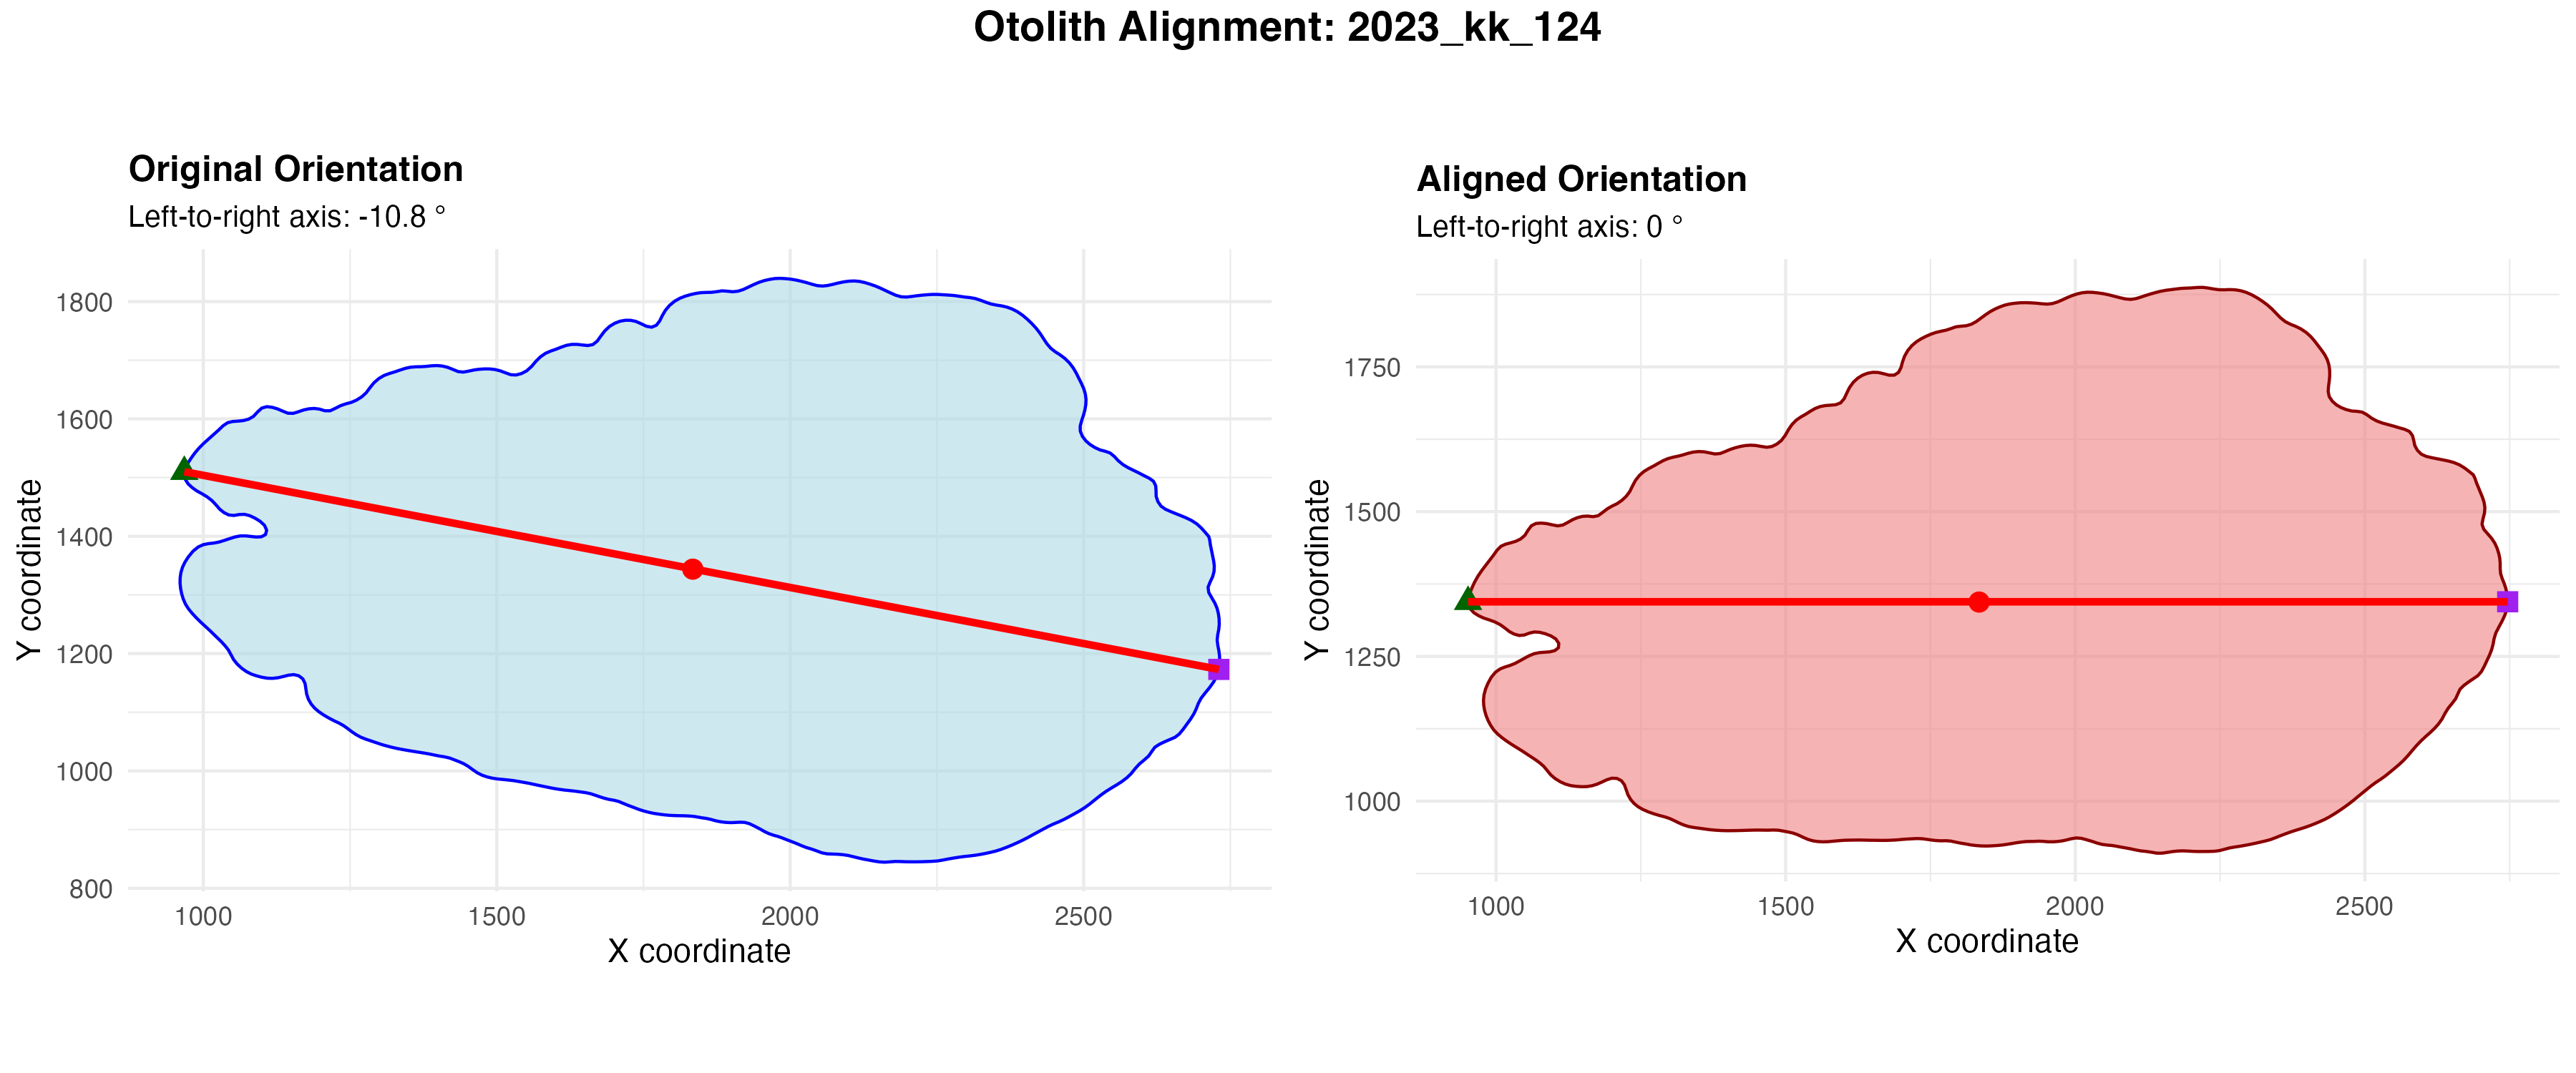 Otolith Alignment: 2023_kk_124
Original Orientation
Left-to-right axis: -10.8 °
Y coordinate
1800
1600
1400
1200
1000
800
1000 1500 2000 2500
X coordinate
Aligned Orientation
Left-to-right axis: 0 °
Y coordinate
1750
1500
1250
1000
1000 1500 2000 2500
X coordinate